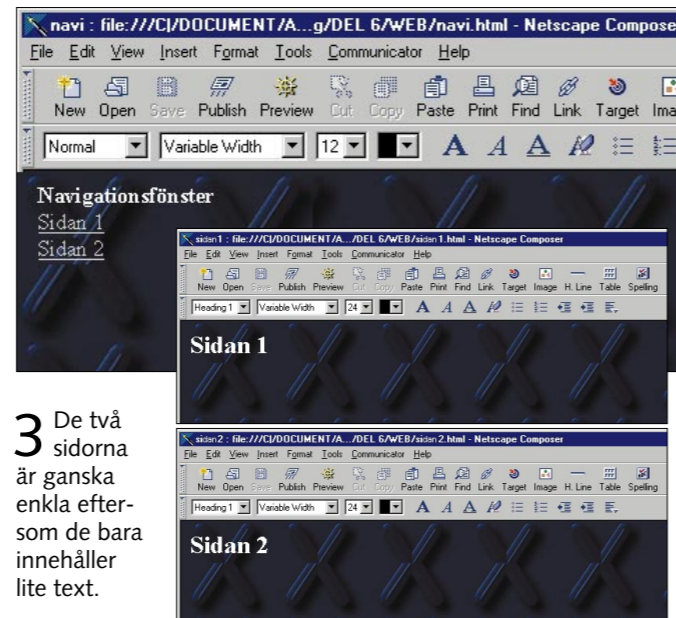 navi : file:///C|/DOCUMENT/A...g/DEL 6/WEB/navi.html - Netscape Compose
File Edit View Insert Format Tools Communicator Help
New Open Save Publish Preview Cut Copy Paste Print Find Link Target Ima
Normal Variable Width 12 A A A
Navigationsfönster
Sidan 1
Sidan 2
sidan1 : file:///C|/DOCUMENT/A.../DEL 6/WEB/sidan1.html - Netscape Composer
File Edit View Insert Format Tools Communicator Help
New Open Save Publish Preview Cut Copy Paste Print Find Link Target Image H. Line Table Spelling
Heading 1 Variable Width 24 A A A
Sidan 1
sidan2 : file:///C|/DOCUMENT/A.../DEL 6/WEB/sidan2.html - Netscape Composer
File Edit View Insert Format Tools Communicator Help
New Open Save Publish Preview Cut Copy Paste Print Find Link Target Image H. Line Table Spelling
Heading 1 Variable Width 24 A A A
Sidan 2
3 De två
sidorna
är ganska
enkla efter-
som de bara
innehåller
lite text.